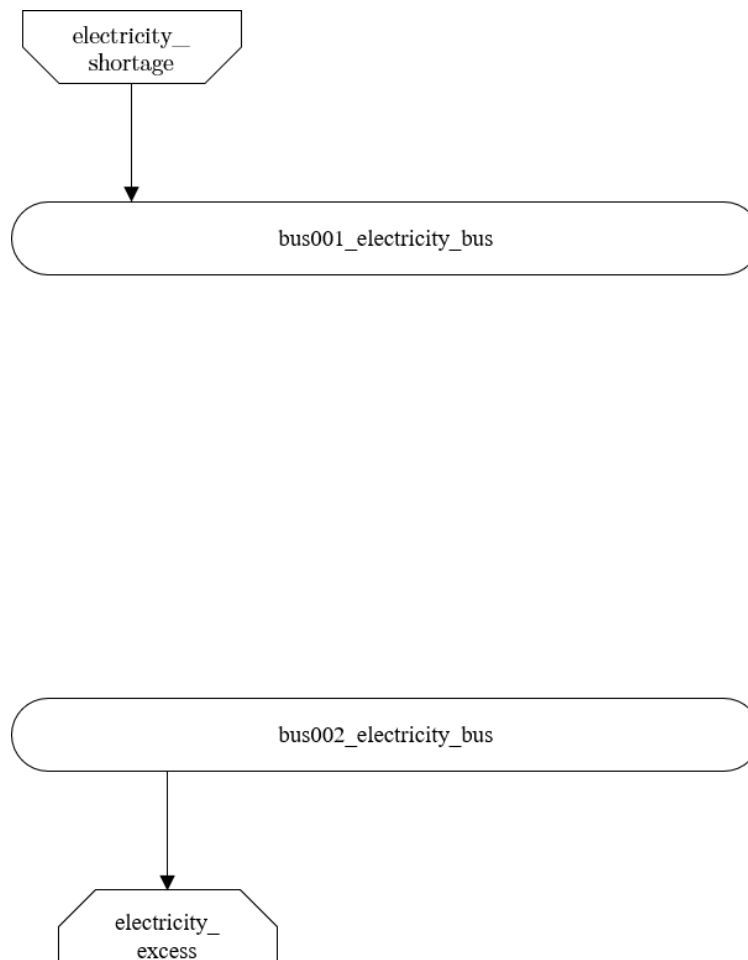 electricity_
shortage
bus001_electricity_bus
bus002_electricity_bus
electricity_
excess